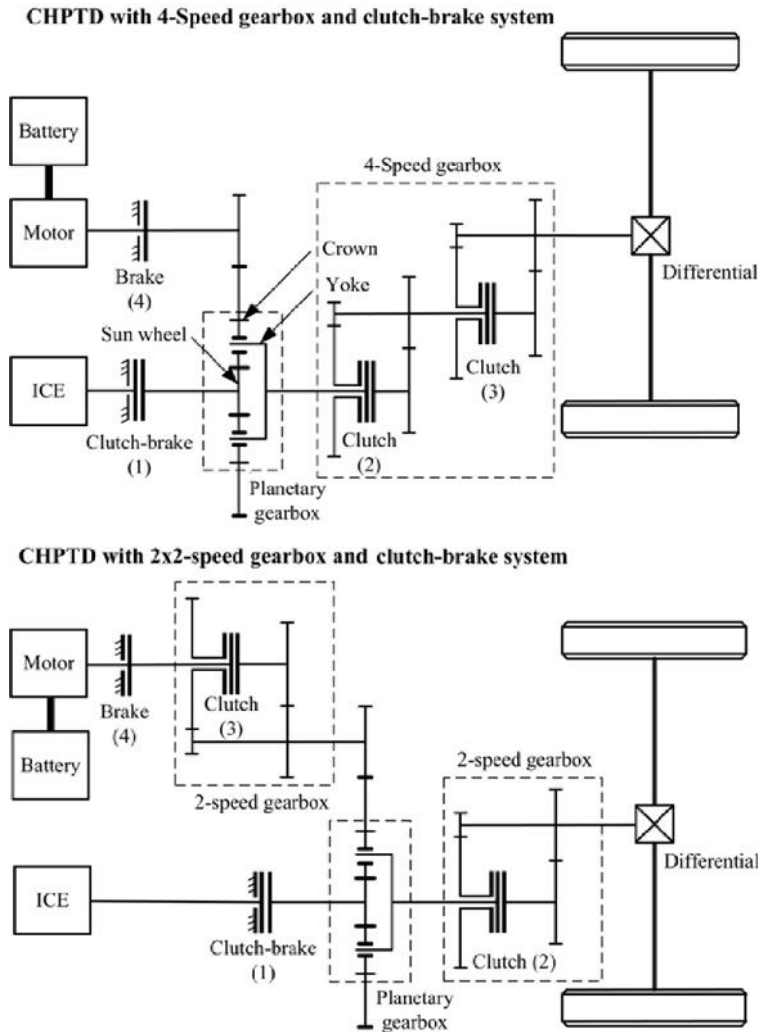 CHPTD with 4-Speed gearbox and clutch-brake system
Battery
4-Speed gearbox
Motor
Crown
Brake
(4)
Yoke
Differential
Sun wheel
ICE
Clutch
(3)
Clutch-brake
(1)
Clutch
(2)
Planetary
gearbox
CHPTD with 2x2-speed gearbox and clutch-brake system
Motor
Brake
(4)
Clutch
(3)
Battery
2-speed gearbox
2-speed gearbox
Differential
ICE
Clutch-brake
(1)
Clutch (2)
Planetary
gearbox